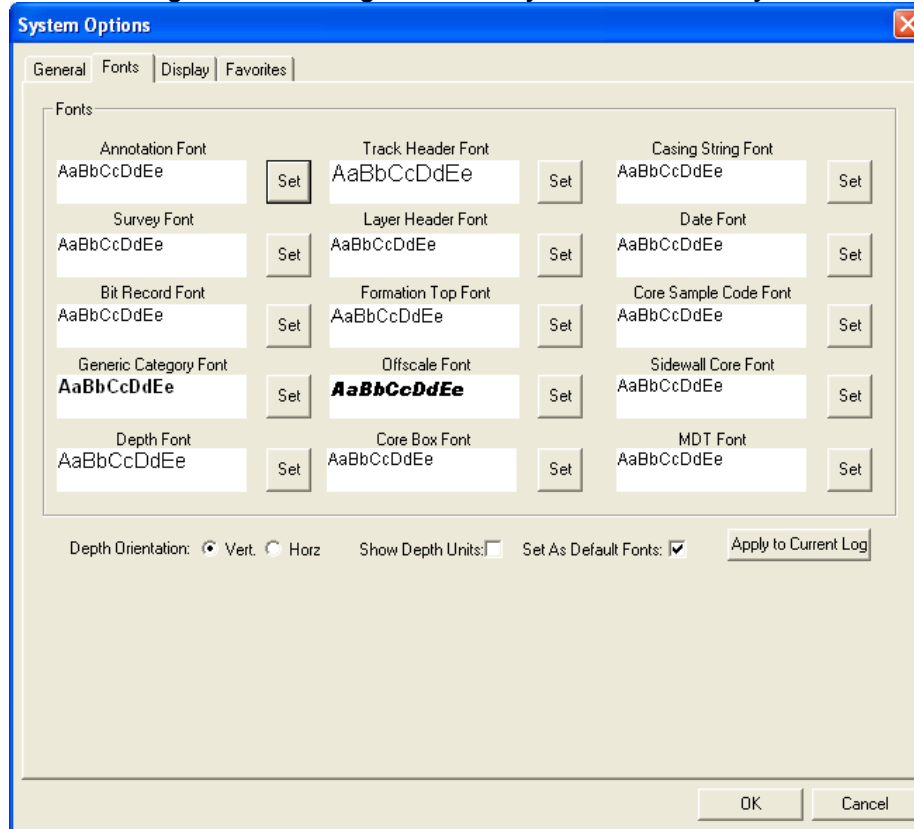 System Options
General Fonts Display Favorites
Fonts
Annotation Font Track Header Font Casing String Font
AaBbCcDdEe Set AaBbCcDdEe Set AaBbCcDdEe Set
Survey Font Layer Header Font Date Font
AaBbCcDdEe Set AaBbCcDdEe Set AaBbCcDdEe Set
Bit Record Font Formation Top Font Core Sample Code Font
AaBbCcDdEe Set AaBbCcDdEe Set AaBbCcDdEe Set
Generic Category Font Offscale Font Sidewall Core Font
AaBbCcDdEe Set AaBbCcDdEe Set AaBbCcDdEe Set
Depth Font Core Box Font MDT Font
AaBbCcDdEe Set AaBbCcDdEe Set AaBbCcDdEe Set
Depth Orientation: Vert. Horz Show Depth Units: Set As Default Fonts: Apply to Current Log
OK Cancel